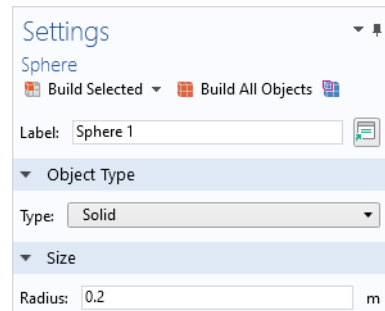 Settings
Sphere
Build Selected Build All Objects
Label: Sphere 1
Object Type
Type: Solid
Size
Radius: 0.2 m